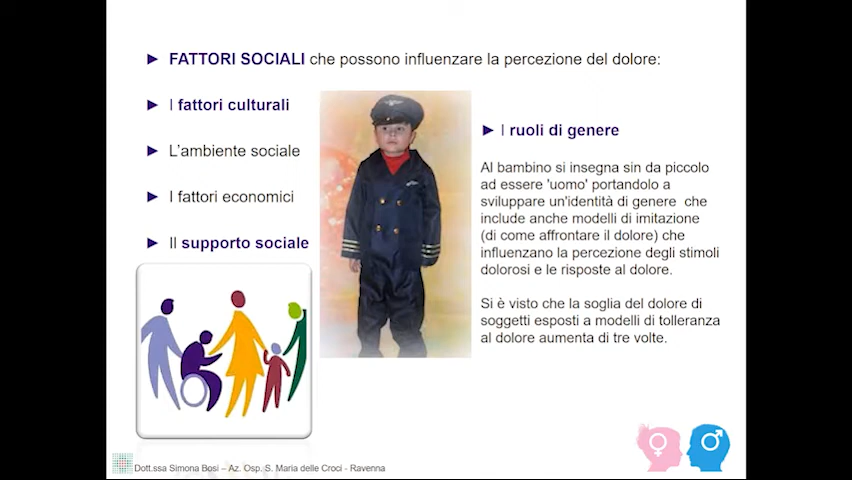 ► FATTORI SOCIALI che possono influenzare la percezione del dolore:
► I fattori culturali
► L'ambiente sociale
► I fattori economici
► Il supporto sociale
► I ruoli di genere
Al bambino si insegna sin da piccolo
ad essere 'uomo' portandolo a
sviluppare un'identità di genere che
include anche modelli di imitazione
(di come affrontare il dolore) che
influenzano la percezione degli stimoli
dolorosi e le risposte al dolore.
Si è visto che la soglia del dolore di
soggetti esposti a modelli di tolleranza
al dolore aumenta di tre volte.
Dott.ssa Simona Bosi – Az. Osp. S. Maria delle Croci - Ravenna